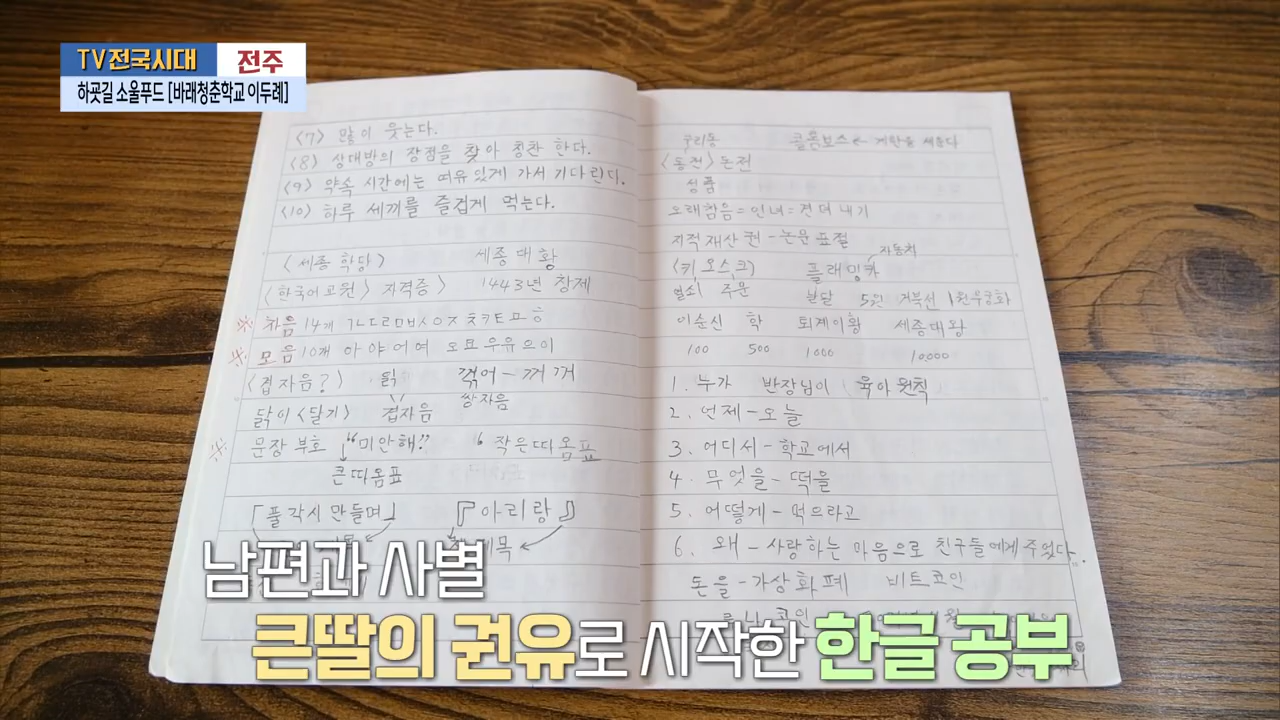 TV전국시대 전주
하굣길 소울푸드 [바래청춘학교 이두례]
<7> 많이 웃는다.
<8> 상대방의 장점을 찾아 칭찬 한다.
<9> 약속 시간에는 여유있게 가서 기다린다.
<10> 하루 세끼를 즐겁게 먹는다.
<세종 학당> 세종대황
<한국어교원> 자격증> 1443년 창제
※ 자음 14개 ㄱㄴㄷㄹㅁㅂㅅㅇㅈㅊㅋㅌㅍㅎ
※ 모음 10개 아야어여 오요우유으이
<겹자음?> 닭 꺾어-꺼꺼
닭이<달기> 겹자음 쌍자음
※ 문장 부호 "미안해?? ' 작은따옴표
큰따옴표
「풀각시 만들며」 『아리랑』
제목
구리동 콜롬보스
<동전> 논전
성품
오래참음=인내=견뎌내기
지적재산 권-논문표절
자동차
<키오스크> 플래밍카
열쇠 주문 분당 5원 거북선 1원무궁화
이순신 학 퇴계이황 세종대왕
100 500 1000 10,000
1. 누가 반장님이 육아원칙
2. 언제-오늘
3. 어디서-학교에서
4. 무엇을-떡을
5. 어떻게-먹으라고
6. 왜-사랑하는 마음으로 친구들에게주었다.
돈을-가상화폐 비트코인
남편과 사별
큰딸의 권유로 시작한 한글 공부